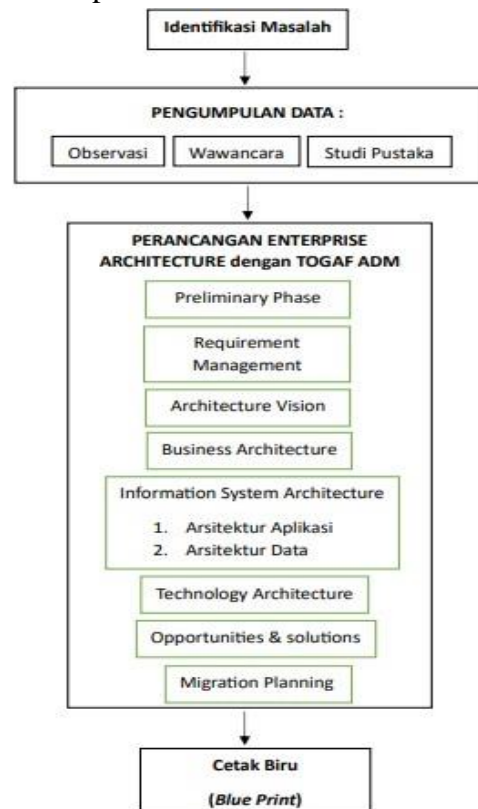 Identifikasi Masalah
PENGUMPULAN DATA :
Observasi
Wawancara
Studi Pustaka
PERANCANGAN ENTERPRISE
ARCHITECTURE dengan TOGAF ADM
Preliminary Phase
Requirement
Management
Architecture Vision
Business Architecture
Information System Architecture
1. Arsitektur Aplikasi
2. Arsitektur Data
Technology Architecture
Opportunities & solutions
Migration Planning
Cetak Biru
(Blue Print)